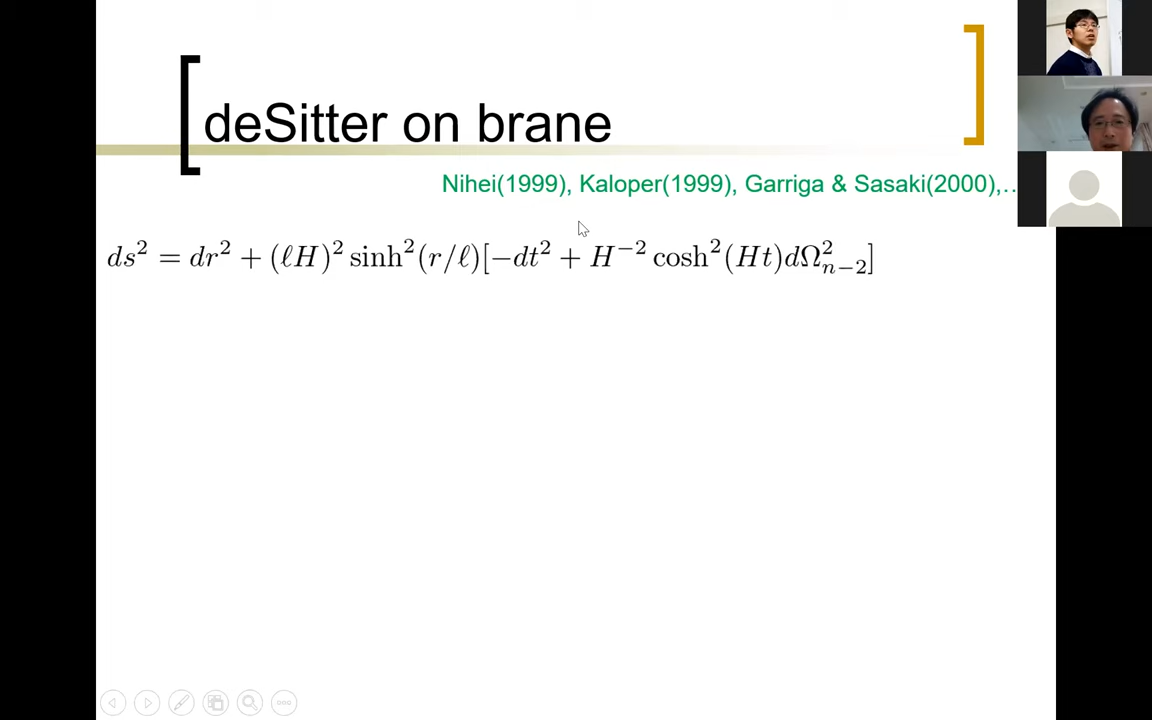 deSitter on brane
Nihei(1999), Kaloper(1999), Garriga & Sasaki(2000),..
ds² = dr² + (ℓH)² sinh²(r/ℓ)[−dt² + H⁻² cosh²(Ht)dΩ²ₙ₋₂]